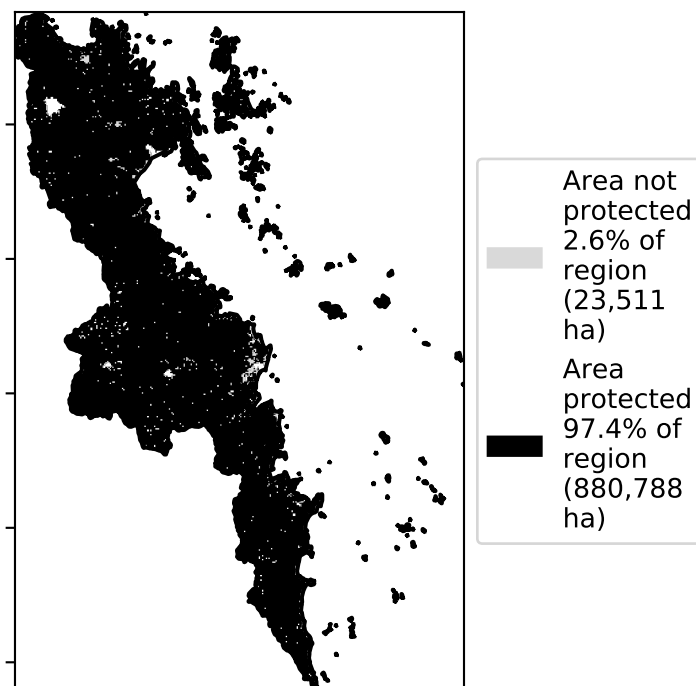 Area not
protected
2.6% of
region
(23,511
ha)
Area
protected
97.4% of
region
(880,788
ha)